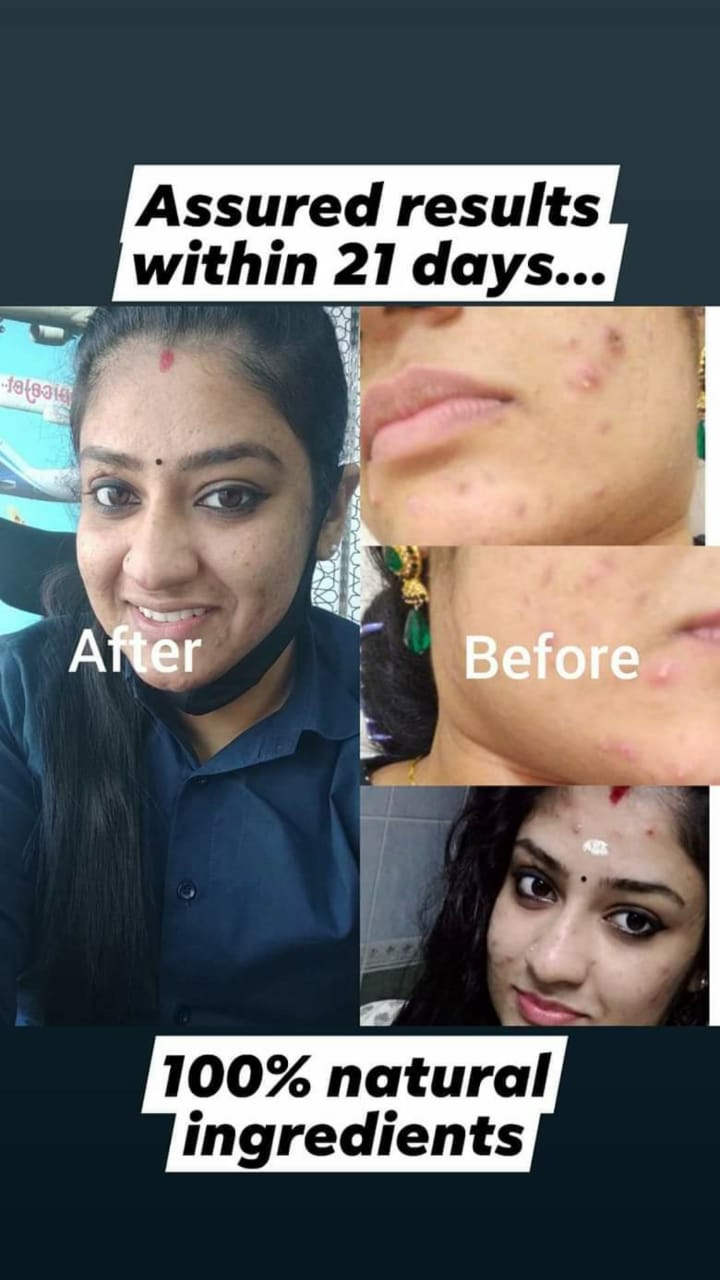 Assured results
within 21 days...
After
Before
100% natural
ingredients